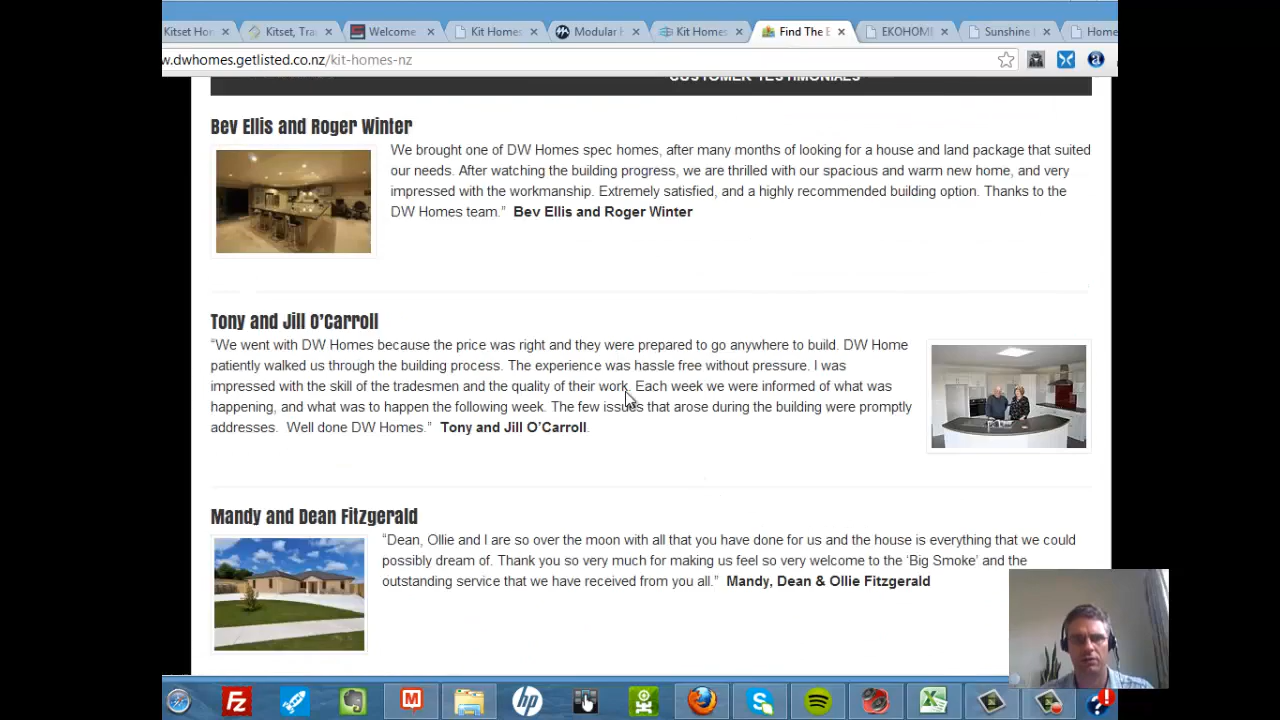 Kitset Hor
Kitset, Tra
Welcome
Kit Homes
Modular H
Kit Homes
Find The B
EKOHOME
Sunshine
Home
w.dwhomes.getlisted.co.nz/kit-homes-nz
CUSTOMER TESTIMONIALS
Bev Ellis and Roger Winter
We brought one of DW Homes spec homes, after many months of looking for a house and land package that suited
our needs. After watching the building progress, we are thrilled with our spacious and warm new home, and very
impressed with the workmanship. Extremely satisfied, and a highly recommended building option. Thanks to the
DW Homes team.” Bev Ellis and Roger Winter
Tony and Jill O’Carroll
“We went with DW Homes because the price was right and they were prepared to go anywhere to build. DW Home
patiently walked us through the building process. The experience was hassle free without pressure. I was
impressed with the skill of the tradesmen and the quality of their work. Each week we were informed of what was
happening, and what was to happen the following week. The few issues that arose during the building were promptly
addresses. Well done DW Homes.” Tony and Jill O’Carroll.
Mandy and Dean Fitzgerald
“Dean, Ollie and I are so over the moon with all that you have done for us and the house is everything that we could
possibly dream of. Thank you so very much for making us feel so very welcome to the ‘Big Smoke’ and the
outstanding service that we have received from you all.” Mandy, Dean & Ollie Fitzgerald